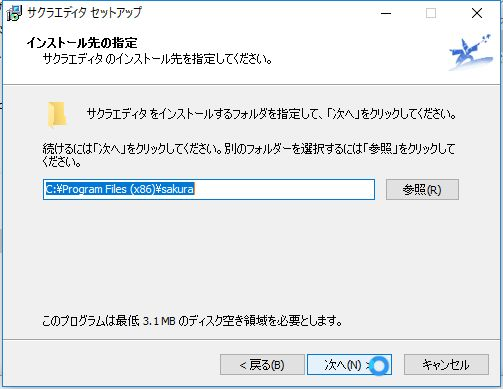 サクラエディタ セットアップ
インストール先の指定
サクラエディタ のインストール先を指定してください。
サクラエディタ をインストールするフォルダを指定して、「次へ」をクリックしてください。
続けるには「次へ」をクリックしてください。別のフォルダーを選択するには「参照」をクリックして
ください。
C:¥Program Files (x86)¥sakura
参照(R)
このプログラムは最低 3.1 MB のディスク空き領域を必要とします。
< 戻る(B)
次へ(N) >
キャンセル